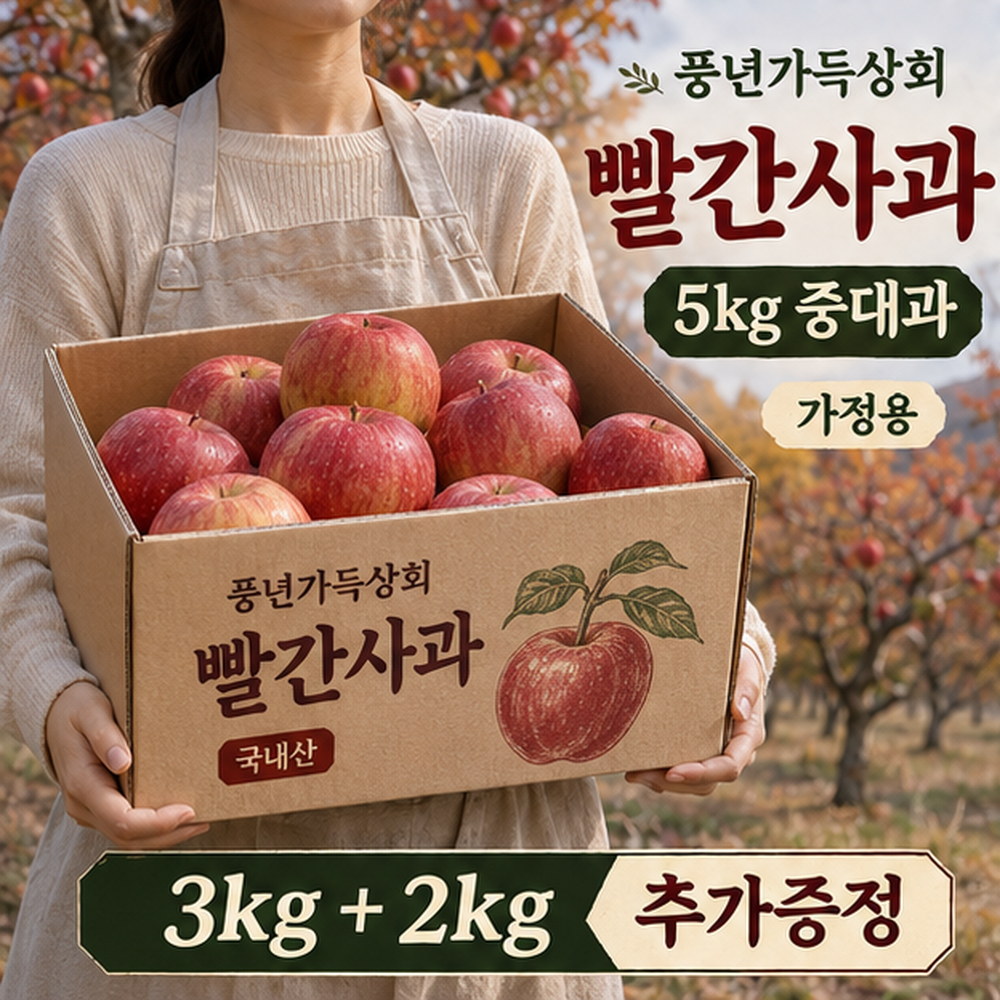 풍년가득상회
빨간사과
5kg 중대과
가정용
풍년가득상회
빨간사과
국내산
3kg + 2kg 추가증정